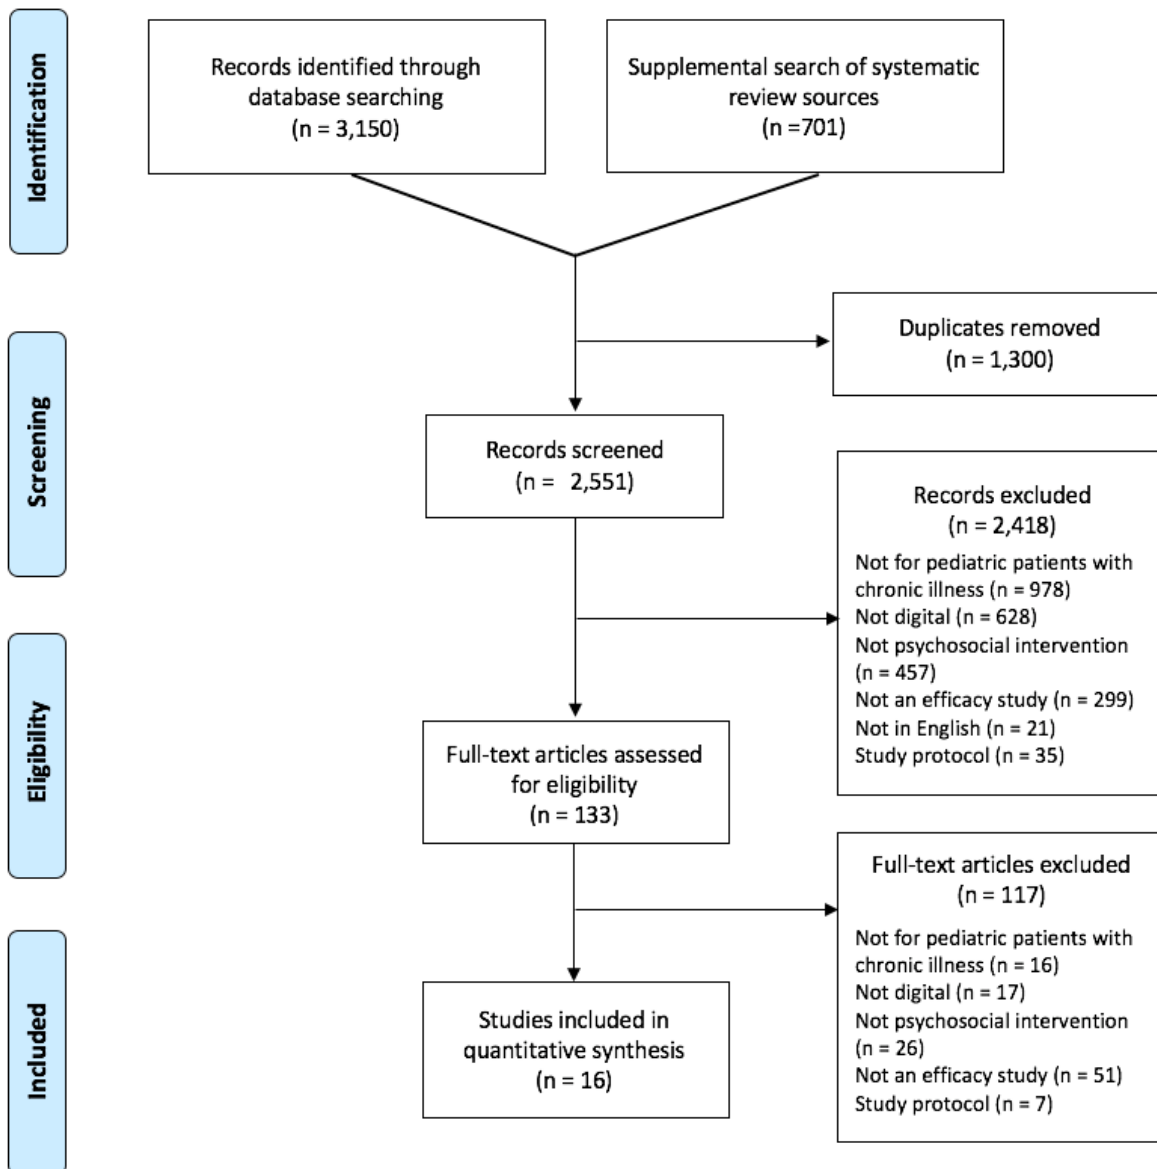 Identification
Records identified through
database searching
(n = 3,150)
Supplemental search of systematic
review sources
(n =701)
Duplicates removed
(n = 1,300)
Screening
Records screened
(n = 2,551)
Records excluded
(n = 2,418)
Not for pediatric patients with
chronic illness (n = 978)
Not digital (n = 628)
Not psychosocial intervention
(n = 457)
Not an efficacy study (n = 299)
Not in English (n = 21)
Study protocol (n = 35)
Eligibility
Full-text articles assessed
for eligibility
(n = 133)
Full-text articles excluded
(n = 117)
Not for pediatric patients with
chronic illness (n = 16)
Not digital (n = 17)
Not psychosocial intervention
(n = 26)
Not an efficacy study (n = 51)
Study protocol (n = 7)
Included
Studies included in
quantitative synthesis
(n = 16)